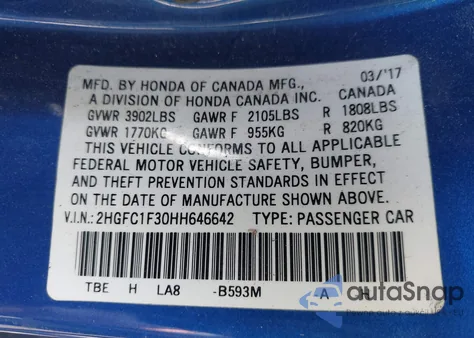 MFD. BY HONDA OF CANADA MFG., 03/'17
A DIVISION OF HONDA CANADA INC. CANADA
GVWR 3902LBS GAWR F 2105LBS R 1808LBS
GVWR 1770KG GAWR F 955KG R 820KG
THIS VEHICLE CONFORMS TO ALL APPLICABLE
FEDERAL MOTOR VEHICLE SAFETY, BUMPER,
AND THEFT PREVENTION STANDARDS IN EFFECT
ON THE DATE OF MANUFACTURE SHOWN ABOVE.
V.I.N.: 2HGFC1F30HH646642 TYPE: PASSENGER CAR
TBE H LA8 -B593M A H
autoSnap